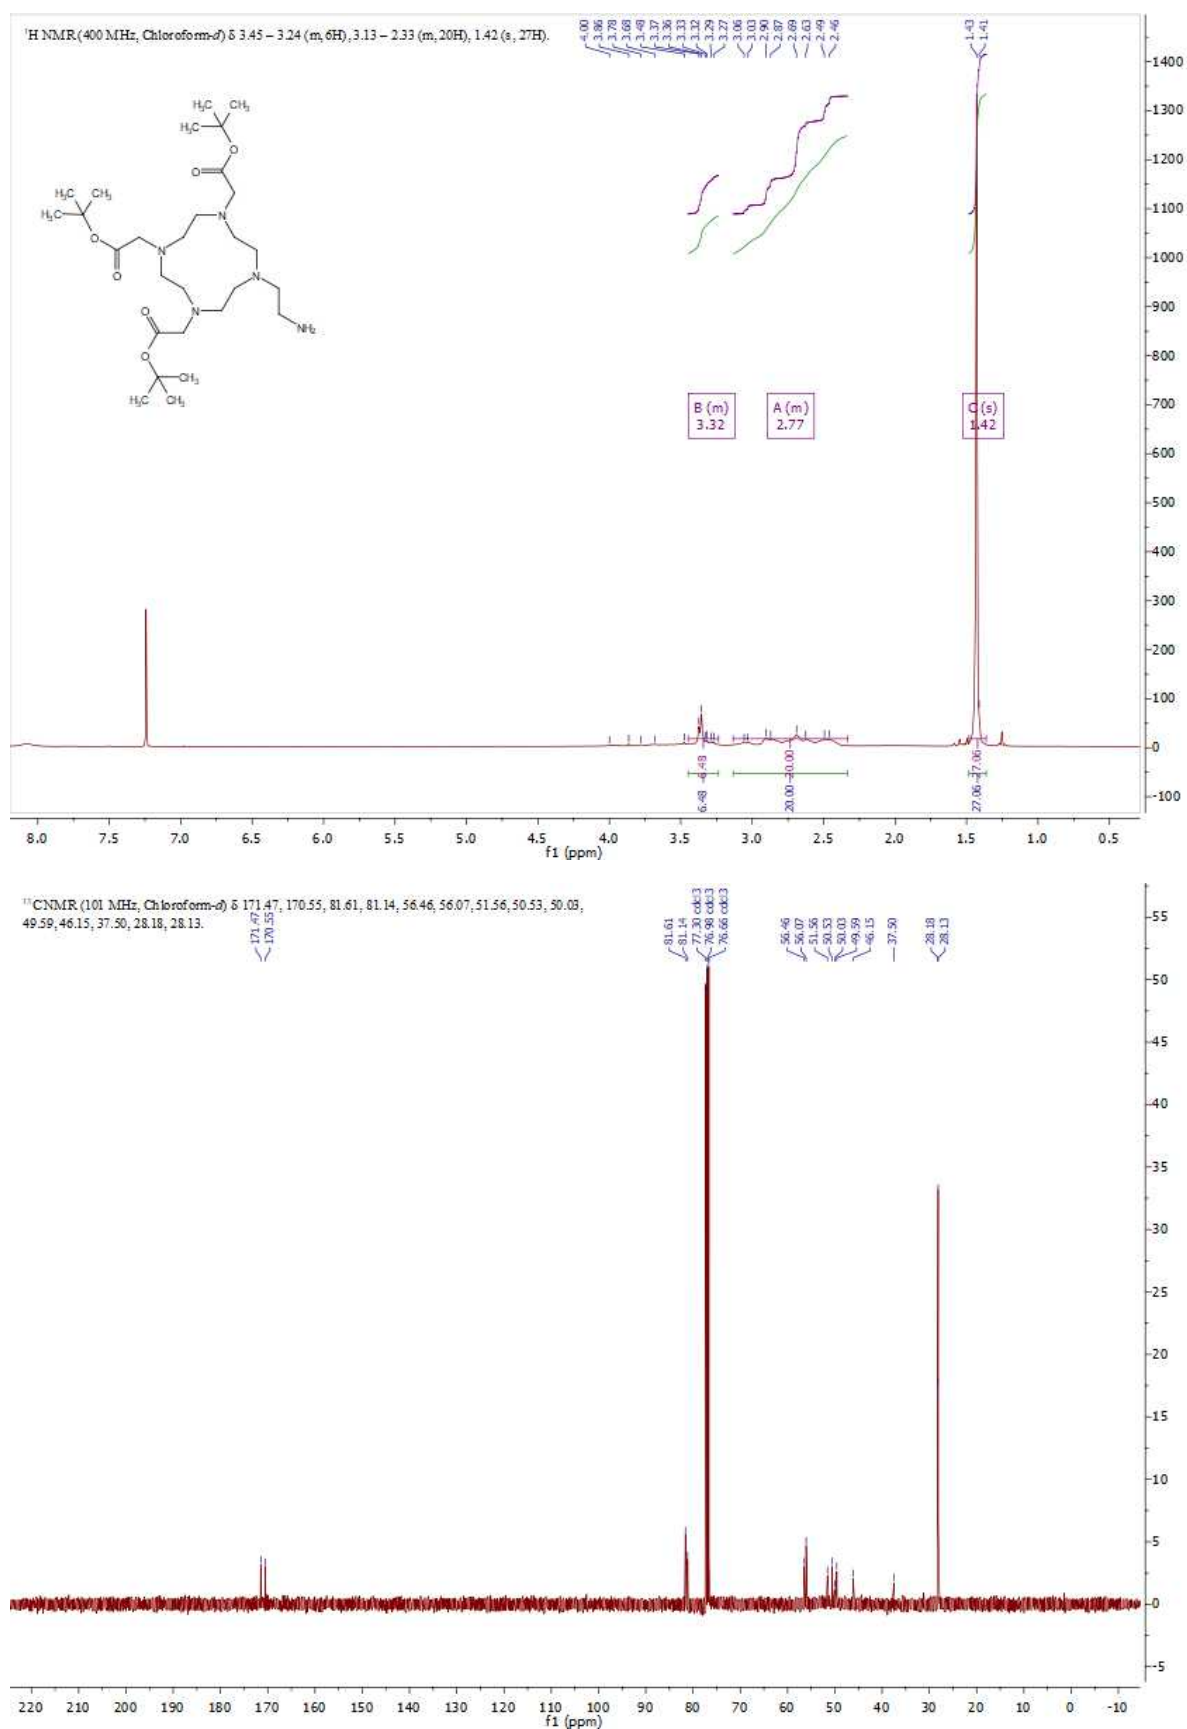 ¹H NMR (400 MHz, Chloroform-d) δ 3.45 – 3.24 (m, 6H), 3.13 – 2.33 (m, 20H), 1.42 (s, 27H).
4.00
3.86
3.78
3.68
3.48
3.37
3.36
3.33
3.32
3.29
3.27
3.06
3.03
2.90
2.87
2.69
2.63
2.49
2.46
1.43
1.41
H₃C CH₃
H₃C
O
O
H₃C CH₃
H₃C
O
O
N
N
N
N
NH₂
O
O
CH₃
H₃C CH₃
B (m)
3.32
A (m)
2.77
C (s)
1.42
1400
1300
1200
1100
1000
900
800
700
600
500
400
300
200
100
0
-100
6.48
6.48
20.00
20.00
27.06
27.06
8.0 7.5 7.0 6.5 6.0 5.5 5.0 4.5 4.0 3.5 3.0 2.5 2.0 1.5 1.0 0.5
f1 (ppm)
¹³C NMR (101 MHz, Chloroform-d) δ 171.47, 170.55, 81.61, 81.14, 56.46, 56.07, 51.56, 50.53, 50.03,
49.59, 46.15, 37.50, 28.18, 28.13.
171.47
170.55
81.61
81.14
77.30 cdcl3
76.98 cdcl3
76.66 cdcl3
56.46
56.07
51.56
50.53
50.03
49.59
46.15
37.50
28.18
28.13
55
50
45
40
35
30
25
20
15
10
5
0
-5
220 210 200 190 180 170 160 150 140 130 120 110 100 90 80 70 60 50 40 30 20 10 0 -10
f1 (ppm)